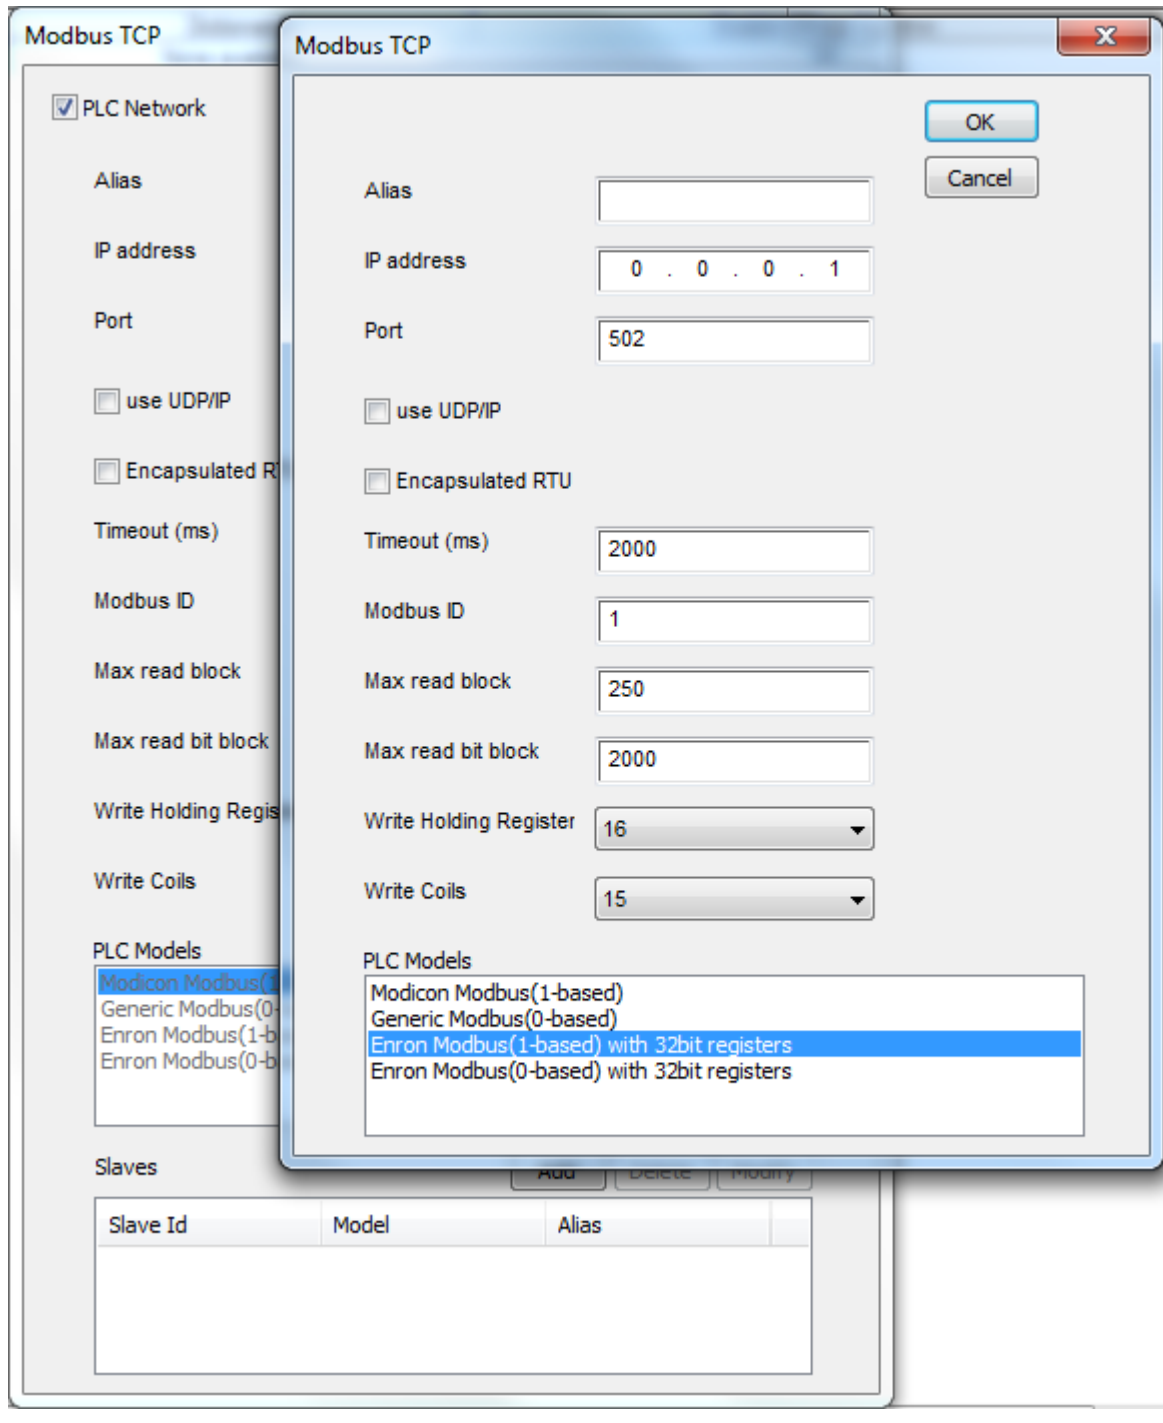 Modbus TCP
PLC Network
Alias
IP address
Port
use UDP/IP
Encapsulated R
Timeout (ms)
Modbus ID
Max read block
Max read bit block
Write Holding Regis
Write Coils
PLC Models
Modicon Modbus(1
Generic Modbus(0-
Enron Modbus(1-b
Enron Modbus(0-b
Slaves
Add Delete Modify
Slave Id Model Alias
Modbus TCP
OK
Cancel
Alias
IP address 0 . 0 . 0 . 1
Port 502
use UDP/IP
Encapsulated RTU
Timeout (ms) 2000
Modbus ID 1
Max read block 250
Max read bit block 2000
Write Holding Register 16
Write Coils 15
PLC Models
Modicon Modbus(1-based)
Generic Modbus(0-based)
Enron Modbus(1-based) with 32bit registers
Enron Modbus(0-based) with 32bit registers